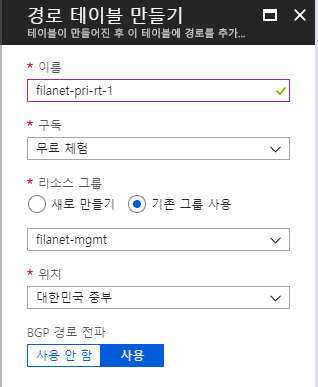 경로 테이블 만들기
테이블이 만들어진 후 이 테이블에 경로를 추가...
* 이름
filanet-pri-rt-1
* 구독
무료 체험
* 리소스 그룹
새로 만들기 기존 그룹 사용
filanet-mgmt
* 위치
대한민국 중부
BGP 경로 전파
사용 안 함 사용